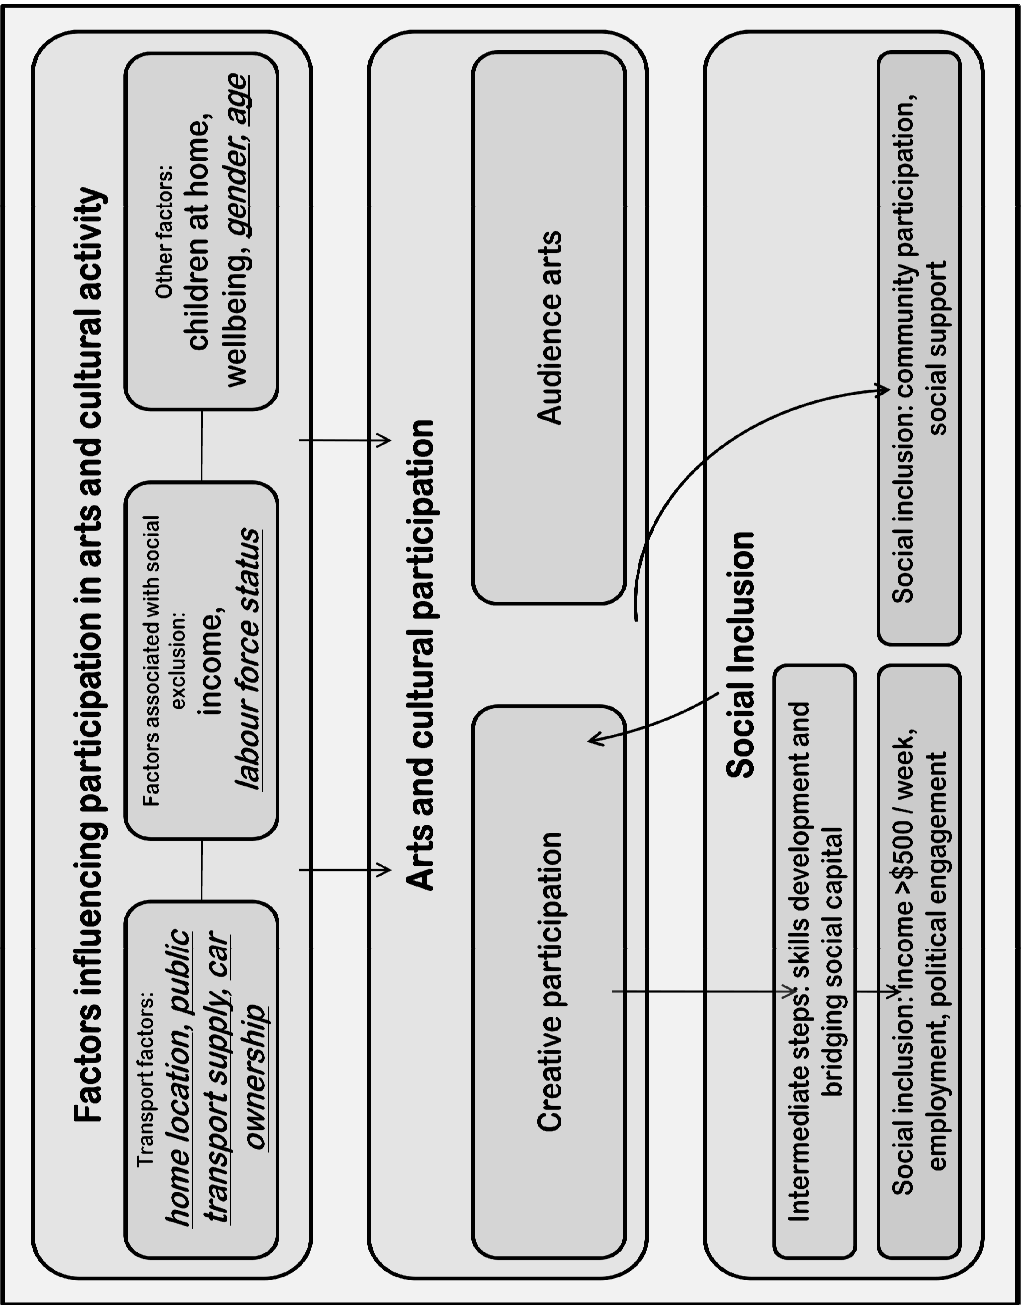 Factors influencing participation in arts and cultural activity
Transport factors:
home location, public
transport supply, car
ownership
Factors associated with social
exclusion:
income,
labour force status
Other factors:
children at home,
wellbeing, gender, age
Arts and cultural participation
Creative participation
Audience arts
Social Inclusion
Intermediate steps: skills development and
bridging social capital
Social inclusion: Income >$500 / week,
employment, political engagement
Social inclusion: community participation,
social support